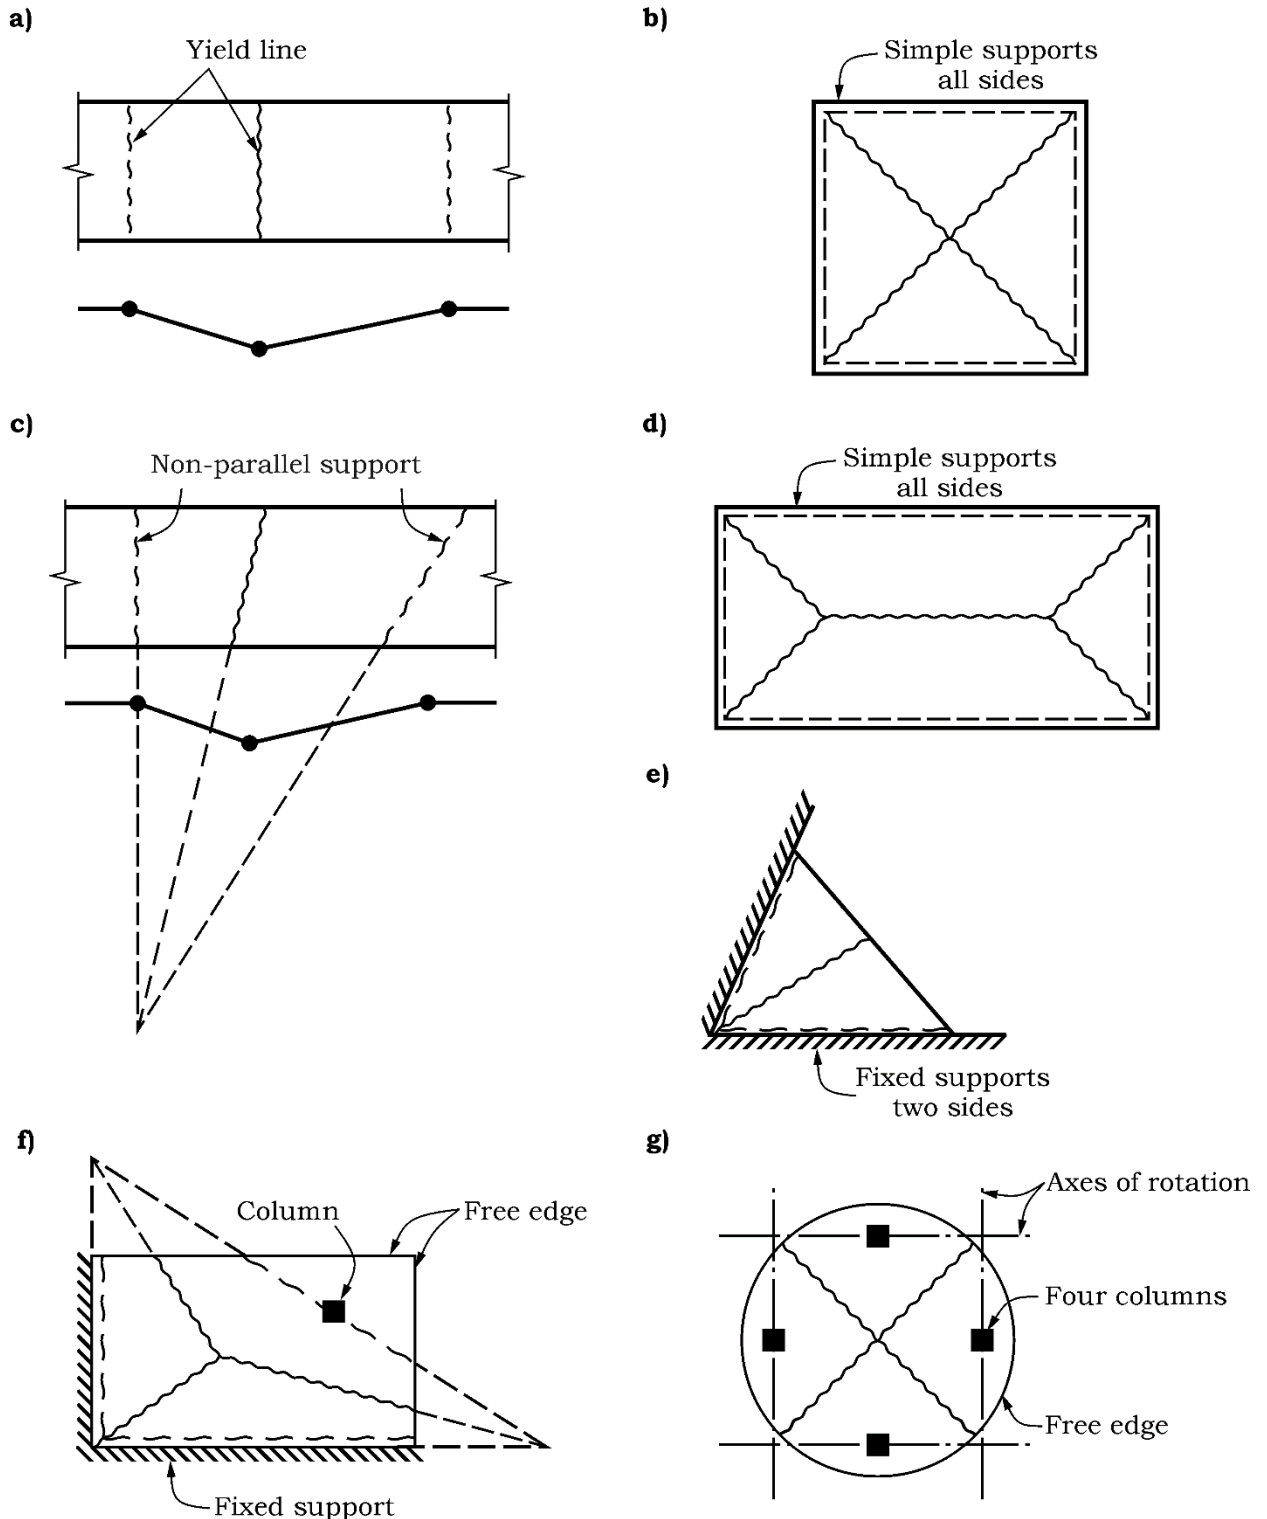 a)
Yield line
b)
Simple supports
all sides
c)
Non-parallel support
d)
Simple supports
all sides
e)
Fixed supports
two sides
f)
Column
Free edge
Fixed support
g)
Axes of rotation
Four columns
Free edge